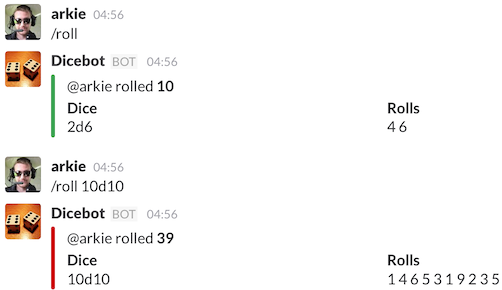 arkie 04:56
/roll
Dicebot BOT 04:56
@arkie rolled 10
Dice Rolls
2d6 4 6
arkie 04:56
/roll 10d10
Dicebot BOT 04:56
@arkie rolled 39
Dice Rolls
10d10 1 4 6 5 3 1 9 2 3 5